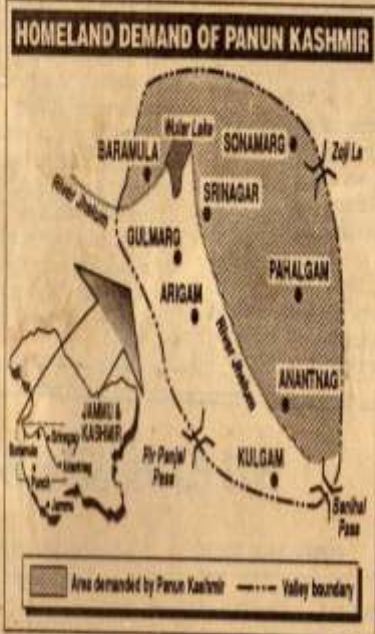 HOMELAND DEMAND OF PANUN KASHMIR
Wular Lake
SONAMARG
Zoji La
BARAMULA
River Jhelum
SRINAGAR
GULMARG
PAHALGAM
ARIGAM
River Jhelum
ANANTNAG
JAMMU &
KASHMIR
Srinagar
Baramula
Anantnag
Punch
Jammu
Pir Panjal
Pass
KULGAM
Banihal
Pass
Area demanded by Panun Kashmir
Valley boundary